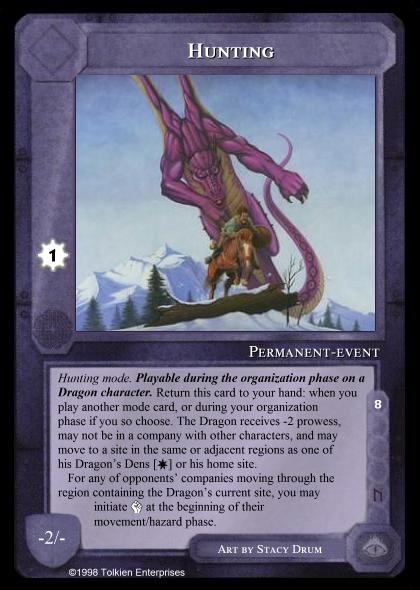 HUNTING
1
PERMANENT-EVENT
Hunting mode. Playable during the organization phase on a
Dragon character. Return this card to your hand: when you
play another mode card, or during your organization
phase if you so choose. The Dragon receives -2 prowess,
may not be in a company with other characters, and may
move to a site in the same or adjacent regions as one of
his Dragon's Dens [✷] or his home site.
For any of opponents' companies moving through the
region containing the Dragon's current site, you may
initiate at the beginning of their
movement/hazard phase.
8
-2/-
ART BY STACY DRUM
©1998 Tolkien Enterprises